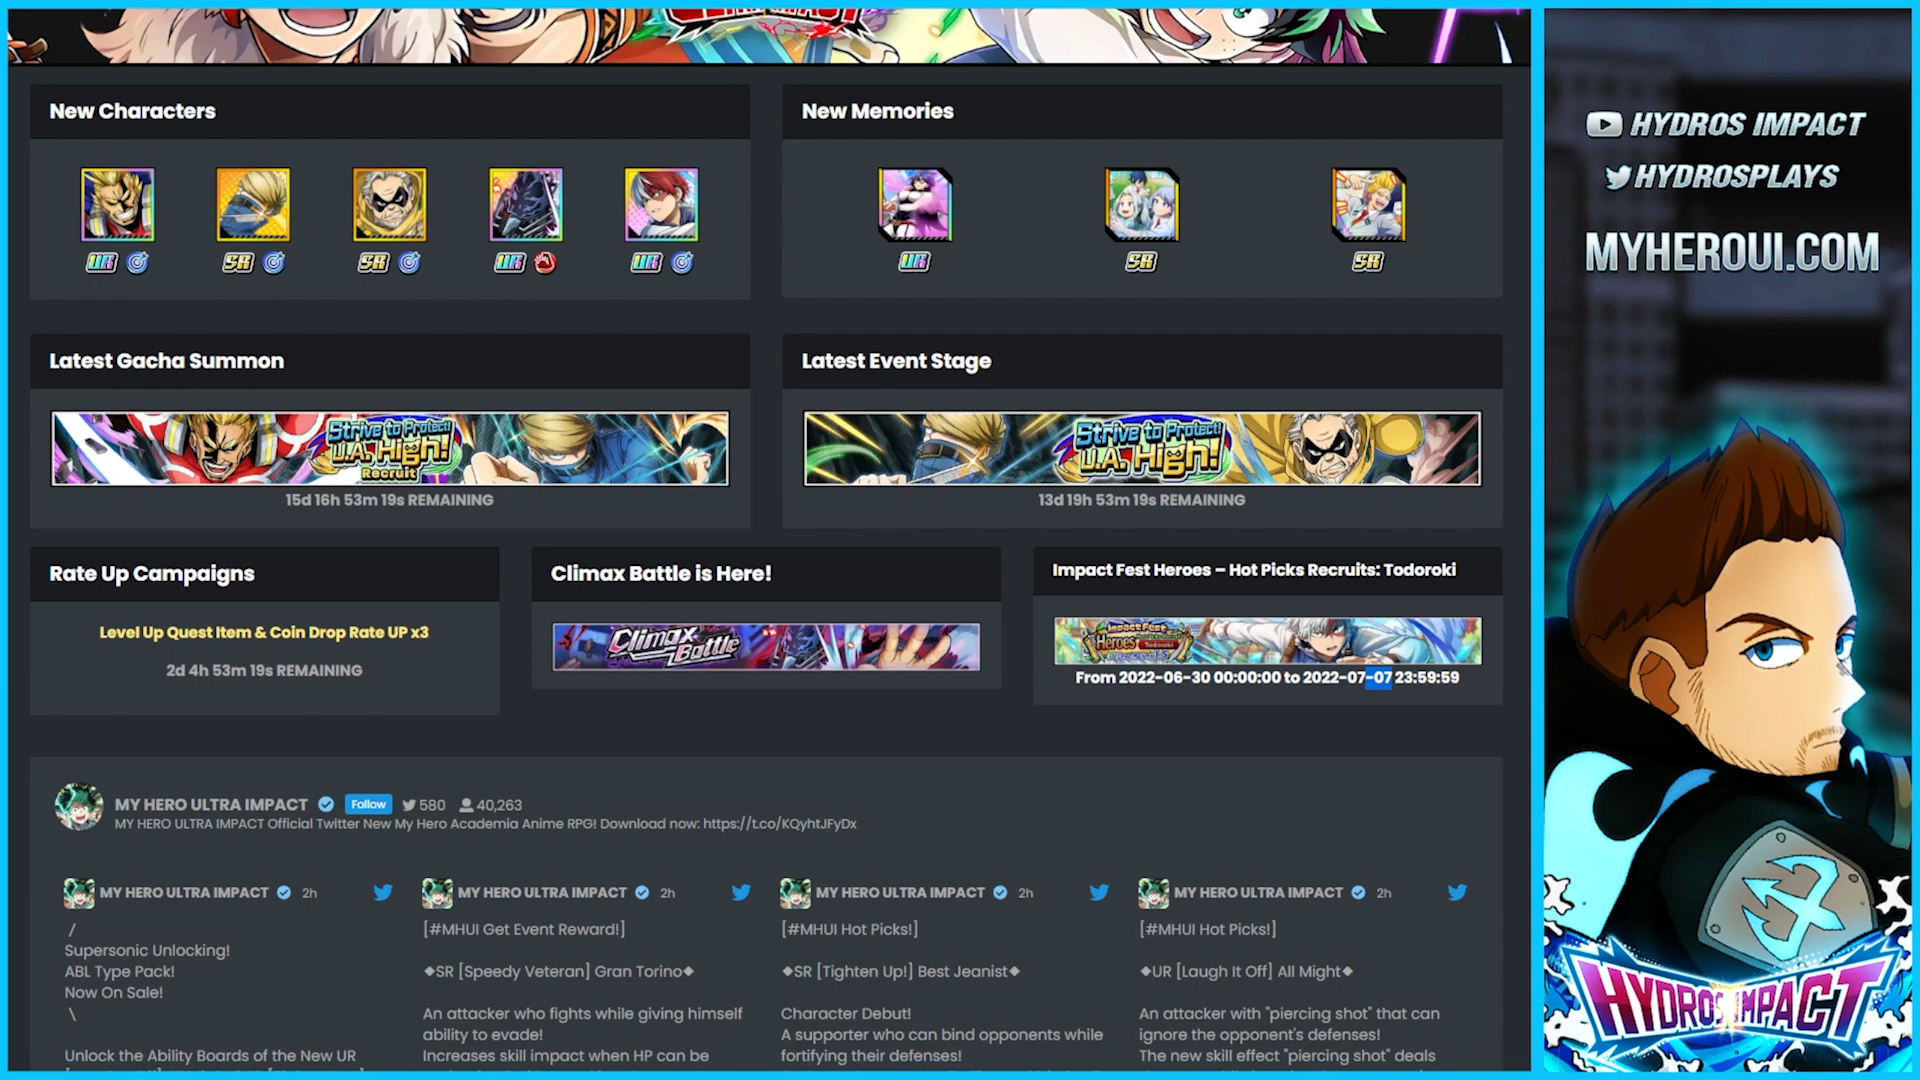 New Characters
New Memories
UR
SR
SR
UR
UR
UR
SR
SR
Latest Gacha Summon
Latest Event Stage
Strive to Protect!
U.A. High!
Recruit
15d 16h 53m 19s REMAINING
Strive to Protect!
U.A. High!
13d 19h 53m 19s REMAINING
Rate Up Campaigns
Level Up Quest Item & Coin Drop Rate UP x3
2d 4h 53m 19s REMAINING
Climax Battle is Here!
Climax
Battle
Impact Fest Heroes – Hot Picks Recruits: Todoroki
Impact Fest
Heroes
Todoroki
From 2022-06-30 00:00:00 to 2022-07-07 23:59:59
MY HERO ULTRA IMPACT Follow 580 40,263
MY HERO ULTRA IMPACT Official Twitter New My Hero Academia Anime RPG! Download now: https://t.co/KQyhtJFyDx
MY HERO ULTRA IMPACT 2h
/
Supersonic Unlocking!
ABL Type Pack!
Now On Sale!
\
Unlock the Ability Boards of the New UR
MY HERO ULTRA IMPACT 2h
[#MHUI Get Event Reward!]
◆SR [Speedy Veteran] Gran Torino◆
An attacker who fights while giving himself
ability to evade!
Increases skill impact when HP can be
MY HERO ULTRA IMPACT 2h
[#MHUI Hot Picks!]
◆SR [Tighten Up!] Best Jeanist◆
Character Debut!
A supporter who can bind opponents while
fortifying their defenses!
MY HERO ULTRA IMPACT 2h
[#MHUI Hot Picks!]
◆UR [Laugh It Off] All Might◆
An attacker with "piercing shot" that can
ignore the opponent's defenses!
The new skill effect "piercing shot" deals
HYDROS IMPACT
HYDROSPLAYS
MYHEROUI.COM
HYDROS IMPACT